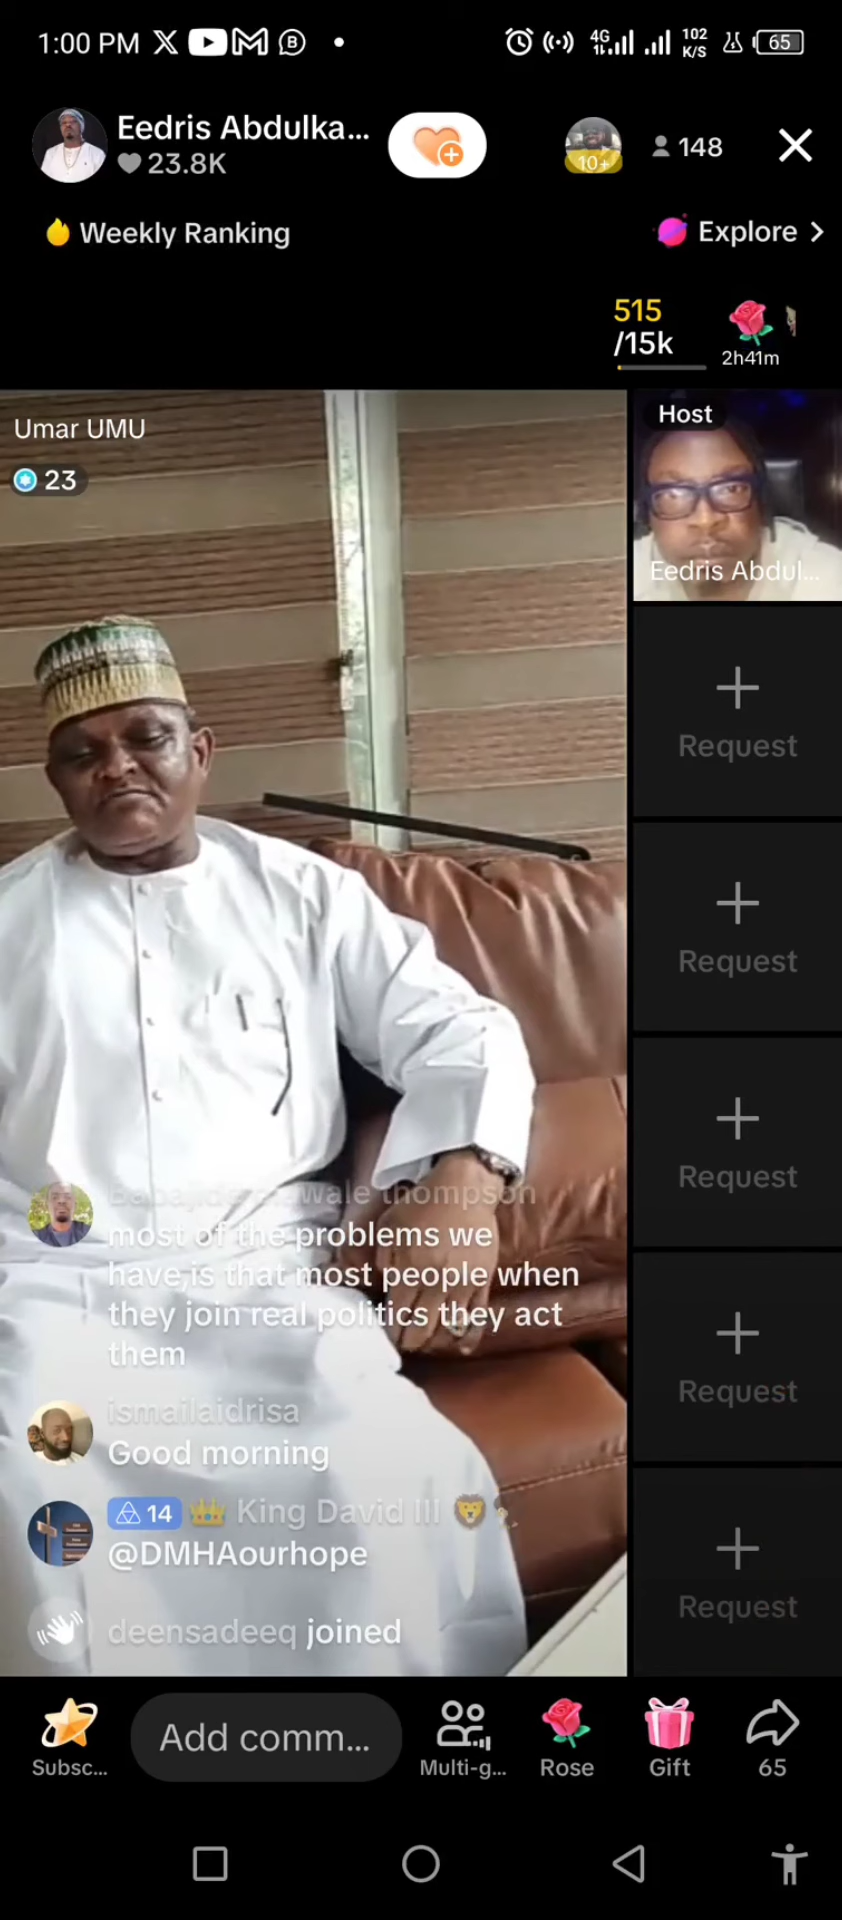 1:00 PM
4G
102
K/S
65
Eedris Abdulka...
23.8K
10+
148
Weekly Ranking
Explore
515
/15k
2h41m
Umar UMU
23
Host
Eedris Abdul...
Request
Request
Request
Request
Request
wale thompson
most of the problems we
have,is that most people when
they join real politics they act
them
ismailaidrisa
Good morning
14 King David III
@DMHAourhope
deensadeeq joined
Subsc...
Add comm...
Multi-g...
Rose
Gift
65